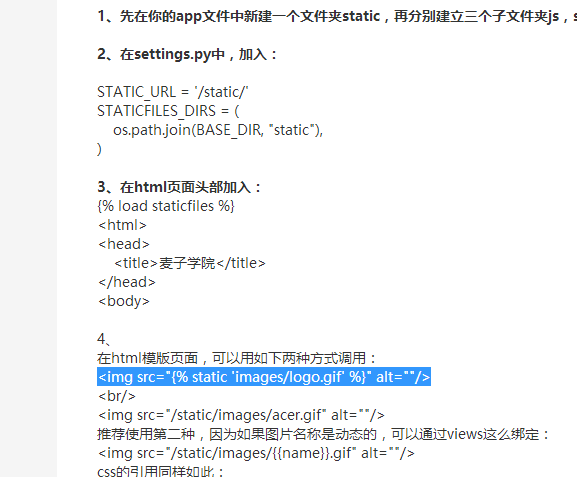 1、先在你的app文件中新建一个文件夹static，再分别建立三个子文件夹js，s
2、在settings.py中，加入：
STATIC_URL = '/static/'
STATICFILES_DIRS = (
os.path.join(BASE_DIR, "static"),
)
3、在html页面头部加入：
{% load staticfiles %}
<html>
<head>
<title>麦子学院</title>
</head>
<body>
4、
在html模版页面，可以用如下两种方式调用：
<img src="{% static 'images/logo.gif' %}" alt=""/>
<br/>
<img src="/static/images/acer.gif" alt=""/>
推荐使用第二种，因为如果图片名称是动态的，可以通过views这么绑定：
<img src="/static/images/{{name}}.gif" alt=""/>
css的引用同样如此：